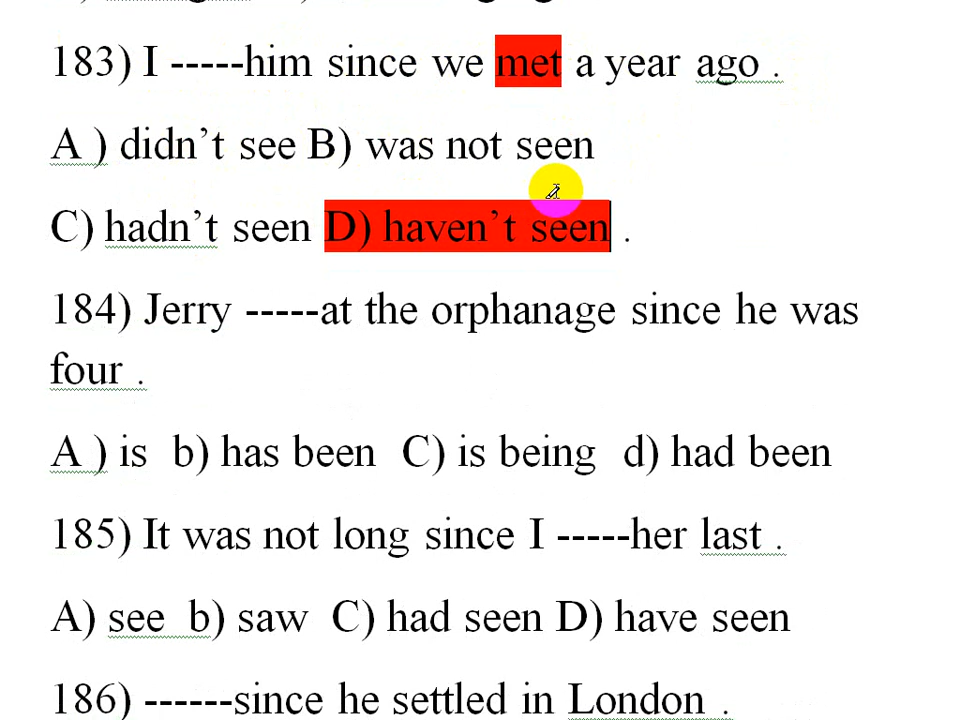 183) I -----him since we met a year ago .
A ) didn't see B) was not seen
C) hadn't seen D) haven't seen .
184) Jerry -----at the orphanage since he was
four .
A ) is b) has been C) is being d) had been
185) It was not long since I -----her last .
A) see b) saw C) had seen D) have seen
186) ------since he settled in London .